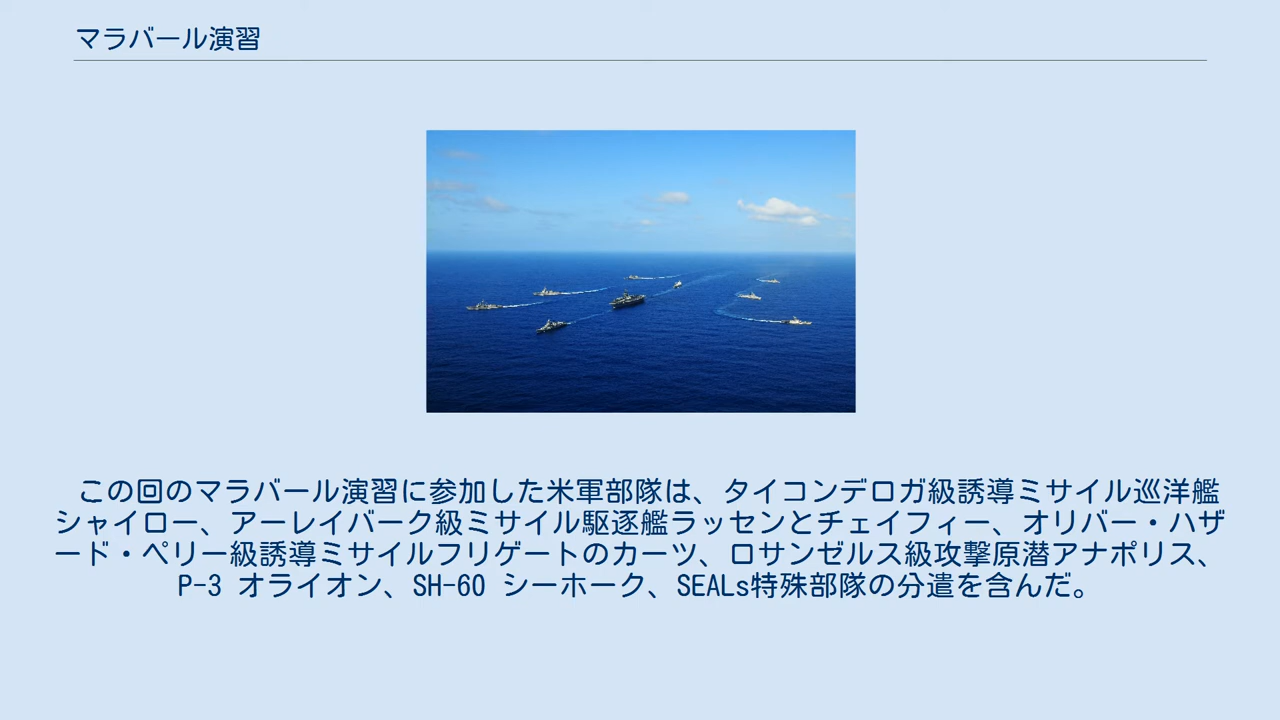 マラバール演習
この回のマラバール演習に参加した米軍部隊は、タイコンデロガ級誘導ミサイル巡洋艦
シャイロー、アーレイバーク級ミサイル駆逐艦ラッセンとチェイフィー、オリバー・ハザ
ード・ペリー級誘導ミサイルフリゲートのカーツ、ロサンゼルス級攻撃原潜アナポリス、
P-3 オライオン、SH-60 シーホーク、SEALs特殊部隊の分遣を含んだ。